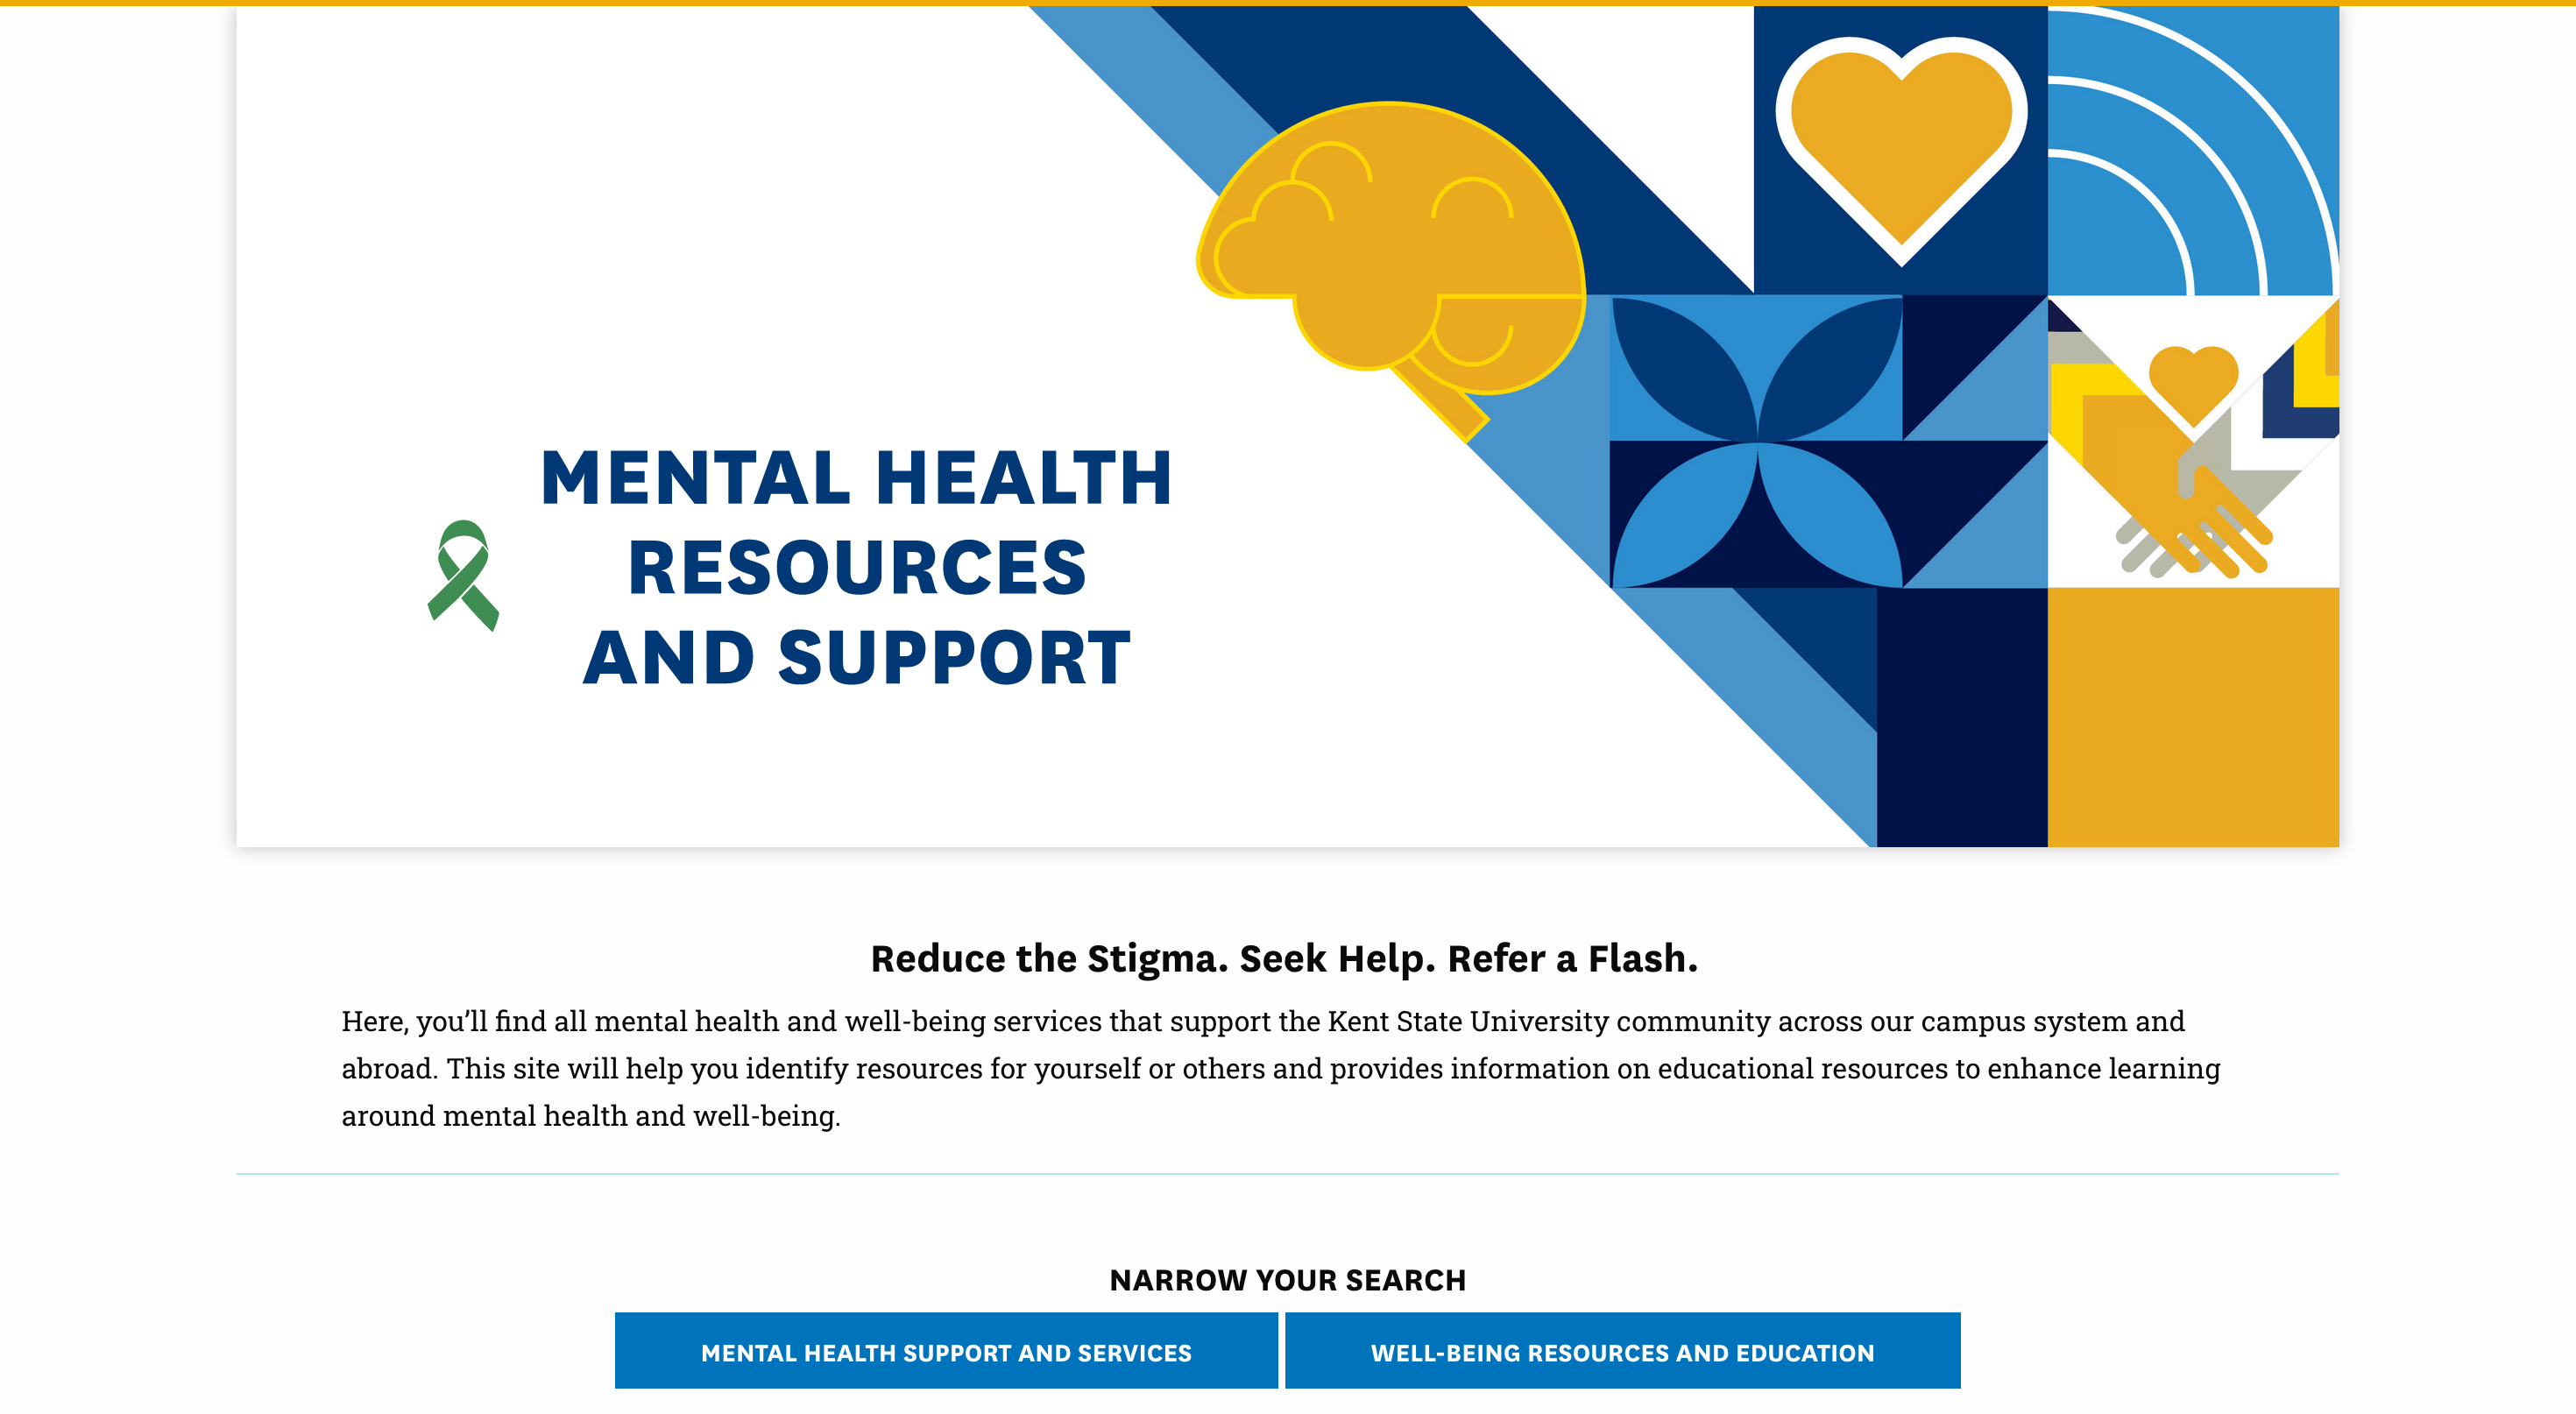 MENTAL HEALTH
RESOURCES
AND SUPPORT
Reduce the Stigma. Seek Help. Refer a Flash.
Here, you’ll find all mental health and well-being services that support the Kent State University community across our campus system and
abroad. This site will help you identify resources for yourself or others and provides information on educational resources to enhance learning
around mental health and well-being.
NARROW YOUR SEARCH
MENTAL HEALTH SUPPORT AND SERVICES
WELL-BEING RESOURCES AND EDUCATION